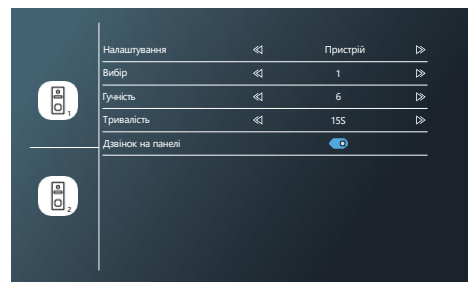 Налаштування Пристрій
Вибір 1
Гучність 6
1
Тривалість 15S
Дзвінок на панелі
2